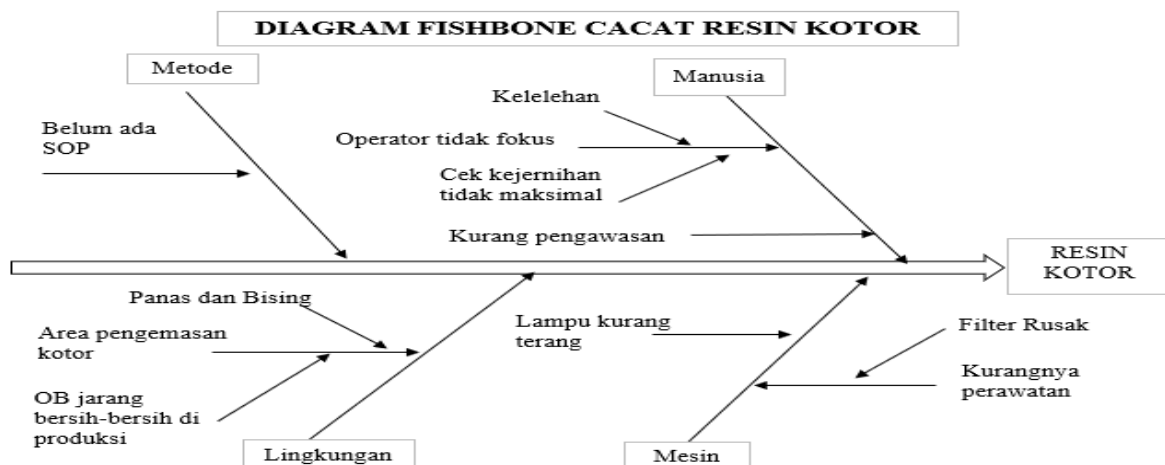 DIAGRAM FISHBONE CACAT RESIN KOTOR
Metode
Manusia
Kelelehan
Belum ada
SOP
Operator tidak fokus
Cek kejernihan
tidak maksimal
Kurang pengawasan
RESIN
KOTOR
Panas dan Bising
Area pengemasan
kotor
OB jarang
bersih-bersih di
produksi
Lingkungan
Lampu kurang
terang
Filter Rusak
Kurangnya
perawatan
Mesin